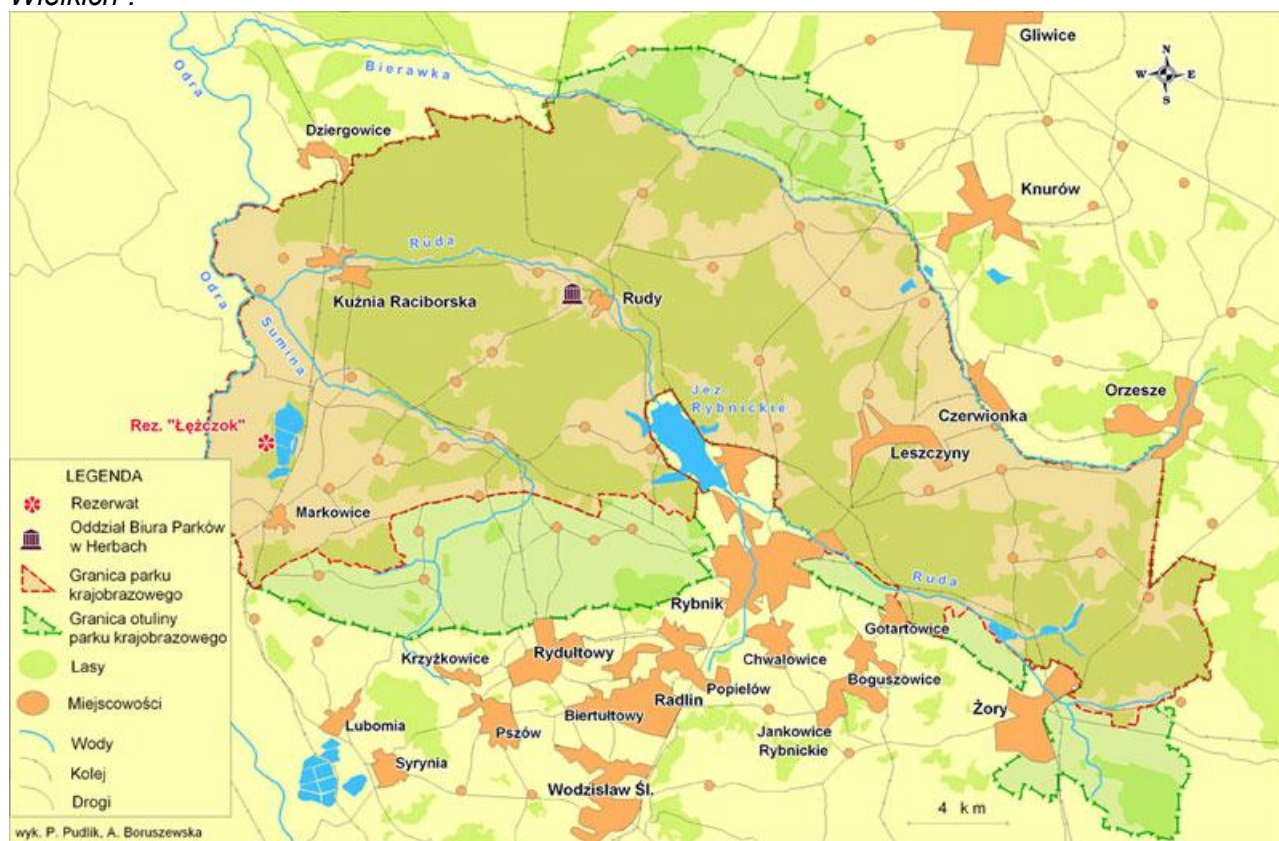 Wielkich".
Gliwice
Odra
Bierawka
N
W E
S
Dziergowice
Knurów
Ruda
Odra
Kuźnia Raciborska
Rudy
Sumina
Jez
Rybnickie
Orzesze
Czerwionka
Rez. "Łężczok"
Leszczyny
LEGENDA
Rezerwat
Oddział Biura Parków
w Herbach
Granica parku
krajobrazowego
Granica otuliny
parku krajobrazowego
Lasy
Miejscowości
Wody
Kolej
Drogi
Markowice
Ruda
Rybnik
Gotartowice
Krzyżkowice
Rydułtowy
Chwałowice
Boguszowice
Popielów
Radlin
Żory
Lubomia
Pszów
Biertułtowy
Jankowice
Rybnickie
Syrynia
Wodzisław Śl.
4 km
wyk. P. Pudlik, A. Boruszewska